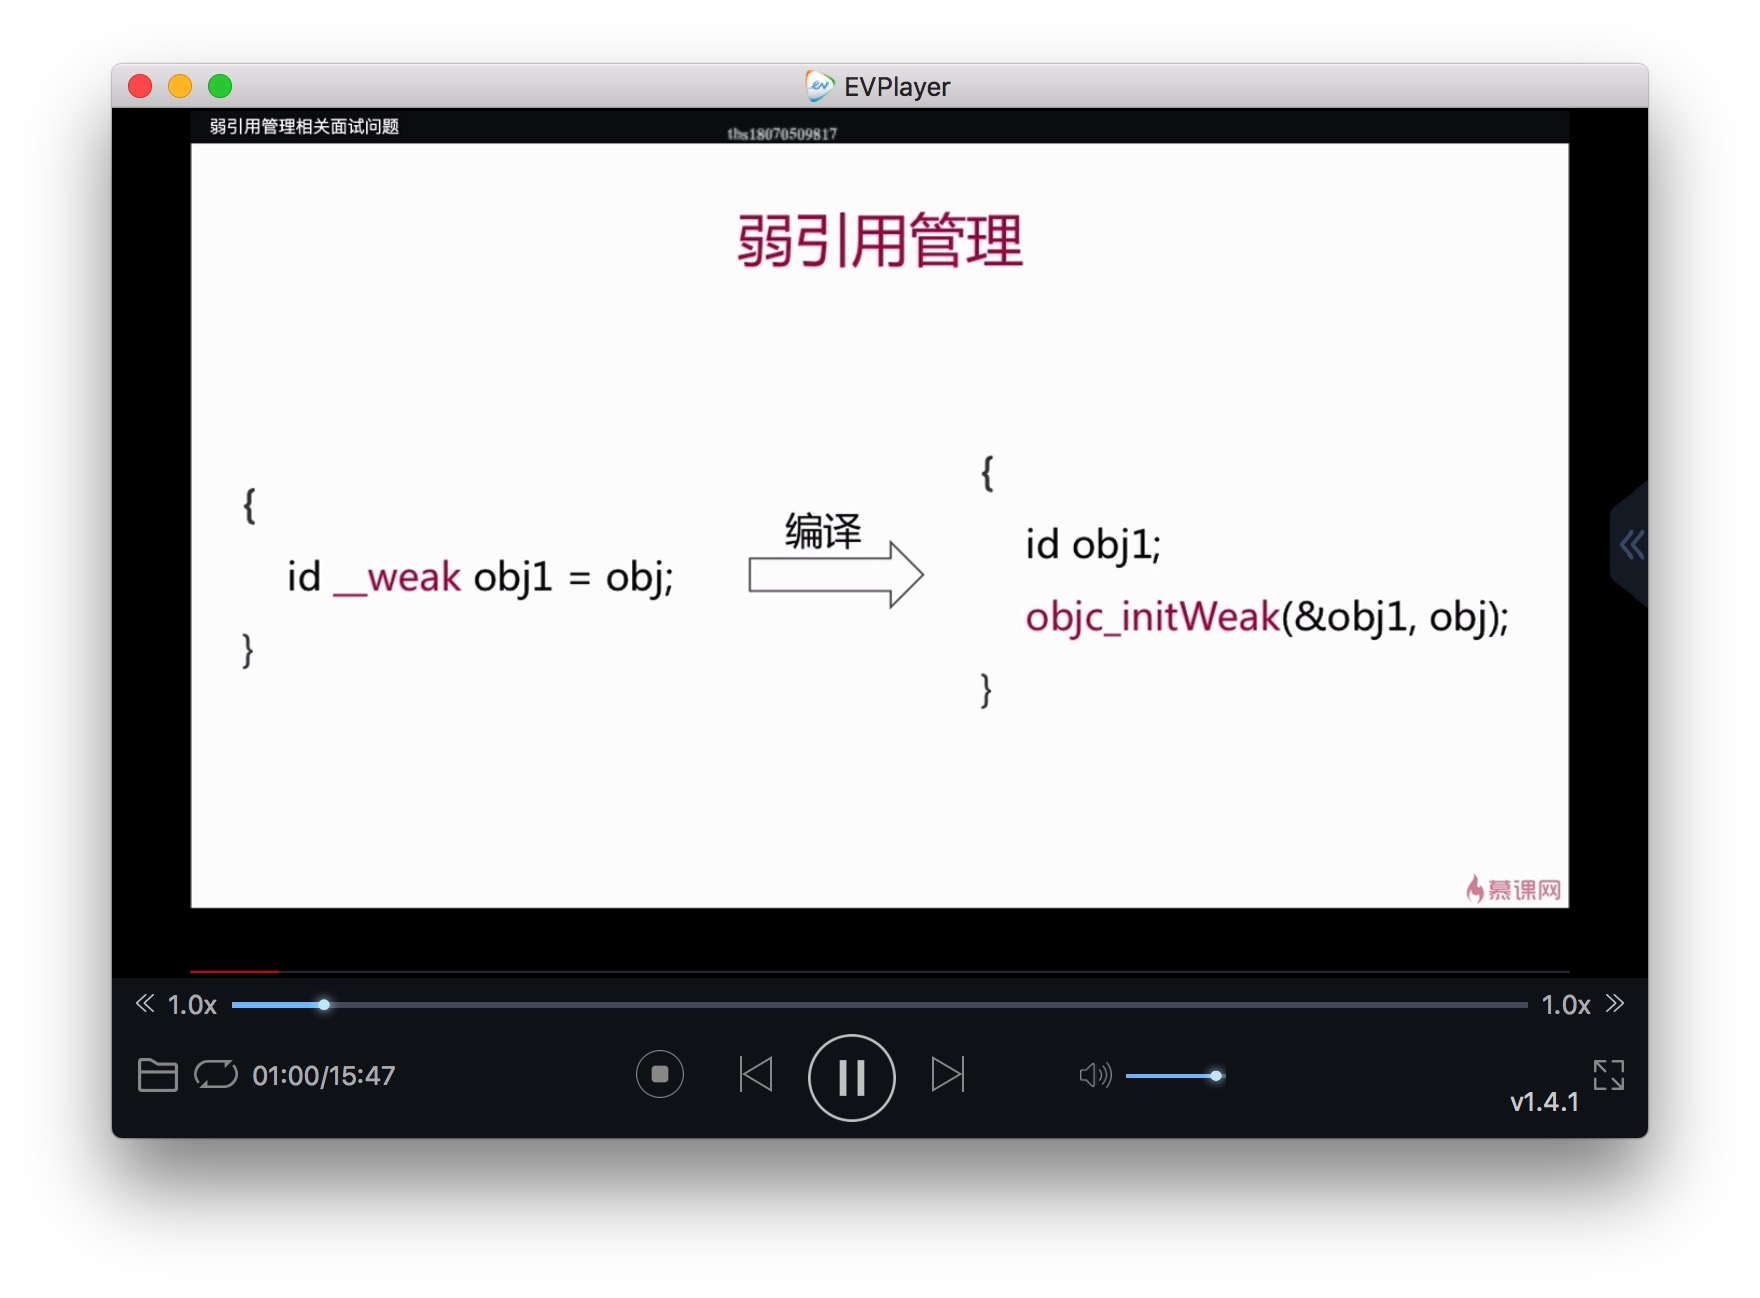 EVPlayer
弱引用管理相关面试问题
ths18070509817
弱引用管理
{
id __weak obj1 = obj;
}
编译
{
id obj1;
objc_initWeak(&obj1, obj);
}
慕课网
1.0x
1.0x
01:00/15:47
v1.4.1